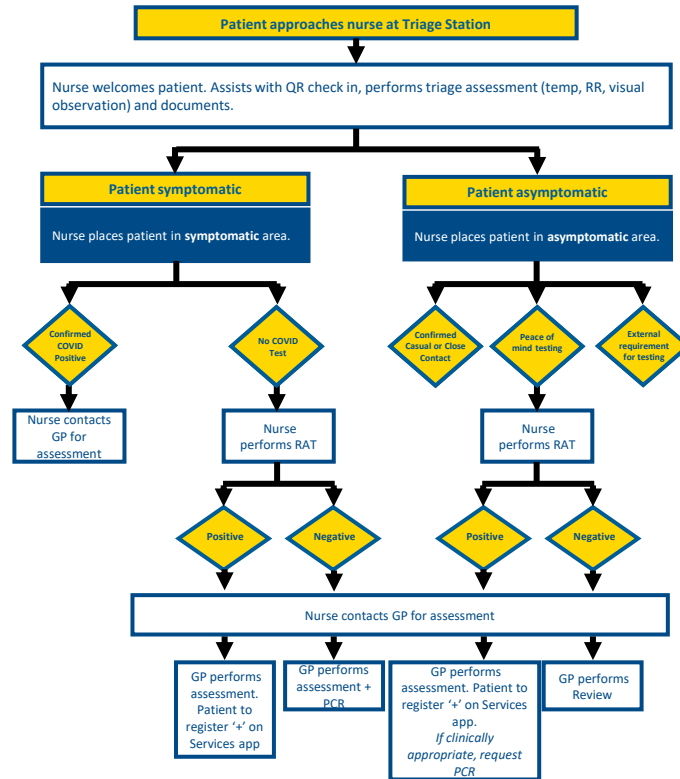 Patient approaches nurse at Triage Station
Nurse welcomes patient. Assists with QR check in, performs triage assessment (temp, RR, visual
observation) and documents.
Patient symptomatic
Patient asymptomatic
Nurse places patient in symptomatic area.
Nurse places patient in asymptomatic area.
Confirmed
COVID
Positive
No COVID
Test
Confirmed
Casual or Close
Contact
Peace of
mind testing
External
requirement
for testing
Nurse contacts
GP for
assessment
Nurse
performs RAT
Nurse
performs RAT
Positive
Negative
Positive
Negative
Nurse contacts GP for assessment
GP performs
assessment.
Patient to
register ‘+’ on
Services app
GP performs
assessment +
PCR
GP performs
assessment. Patient to
register ‘+’ on Services
app.
If clinically
appropriate, request
PCR
GP performs
Review